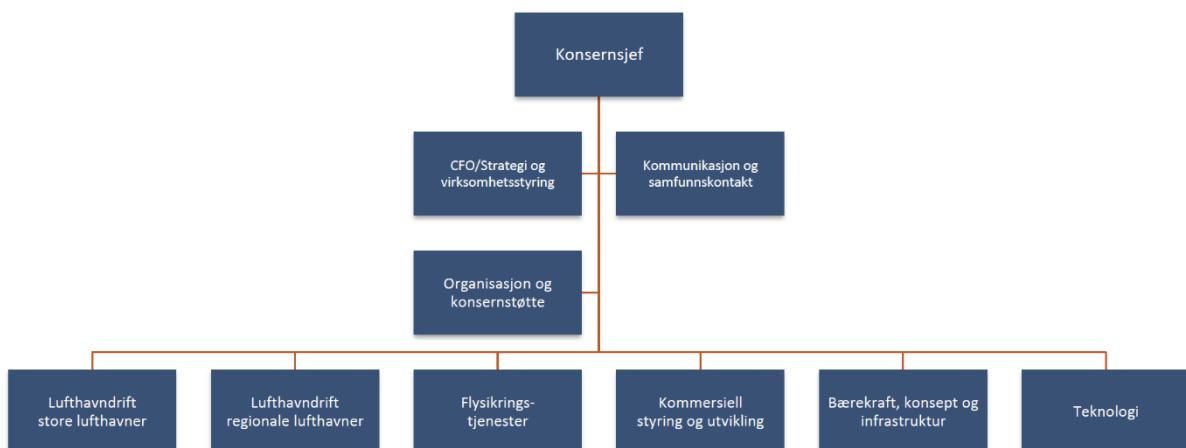 Konsernsjef
CFO/Strategi og
virksomhetsstyring
Kommunikasjon og
samfunnskontakt
Organisasjon og
konsernstøtte
Lufthavndrift
store lufthavner
Lufthavndrift
regionale lufthavner
Flysikrings-
tjenester
Kommersiell
styring og utvikling
Bærekraft, konsept og
infrastruktur
Teknologi